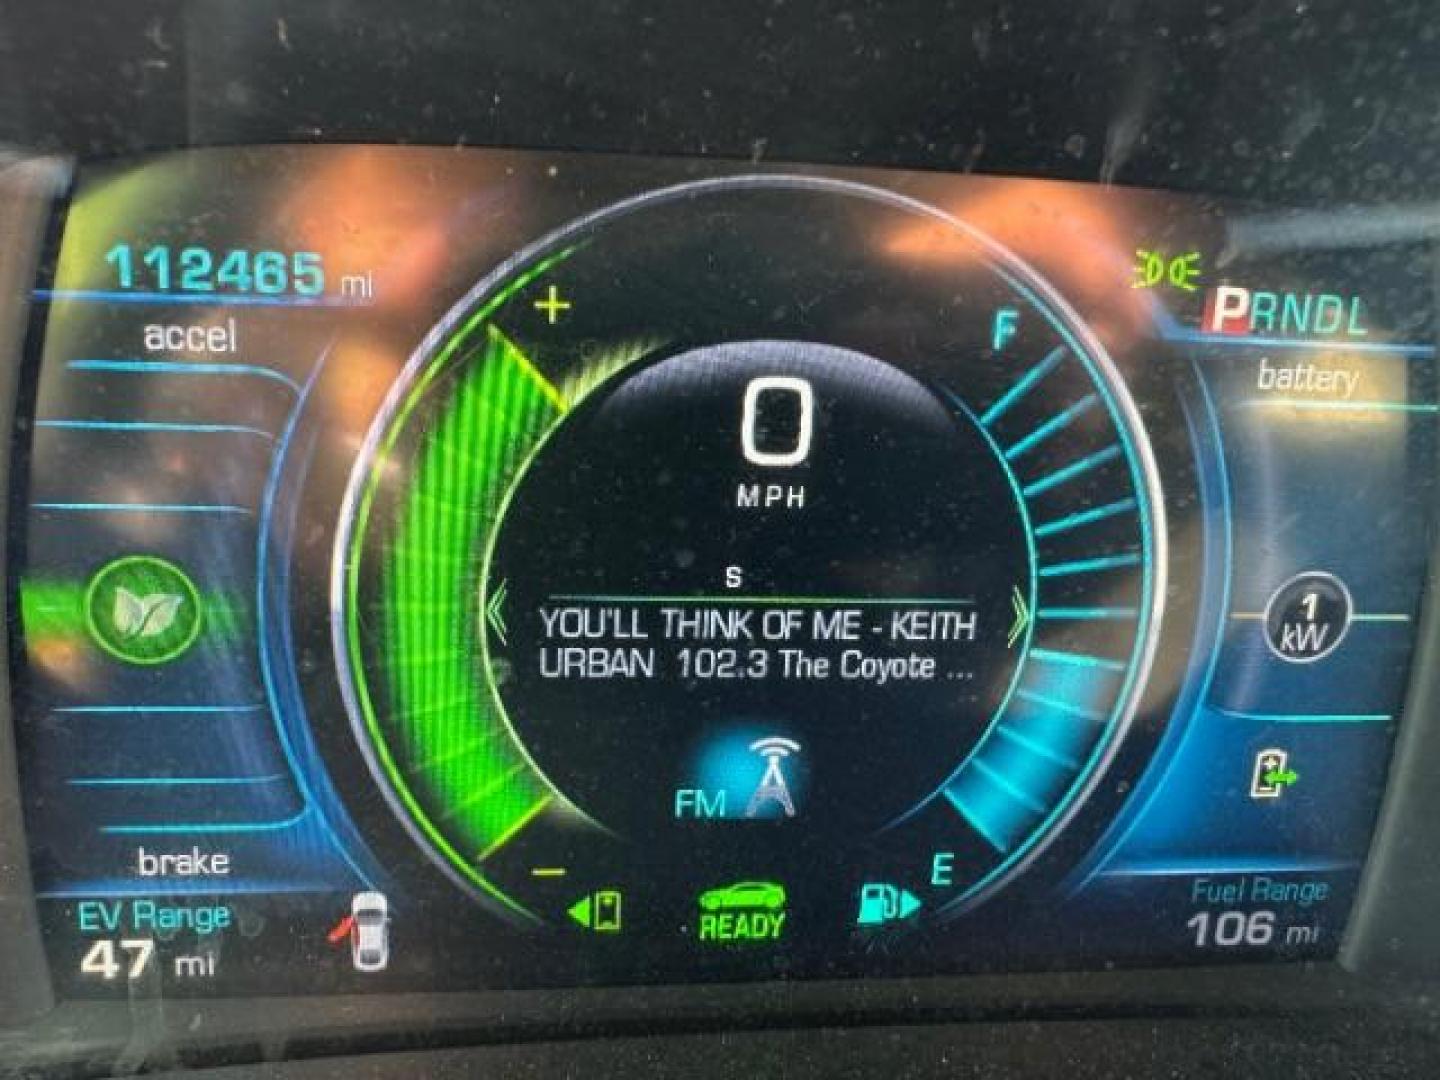 112465 mi
accel
+
F
PRNDL
battery
0
MPH
S
YOU'LL THINK OF ME - KEITH
URBAN 102.3 The Coyote ...
1
kW
FM
brake
-
E
READY
EV Range
47 mi
Fuel Range
106 mi